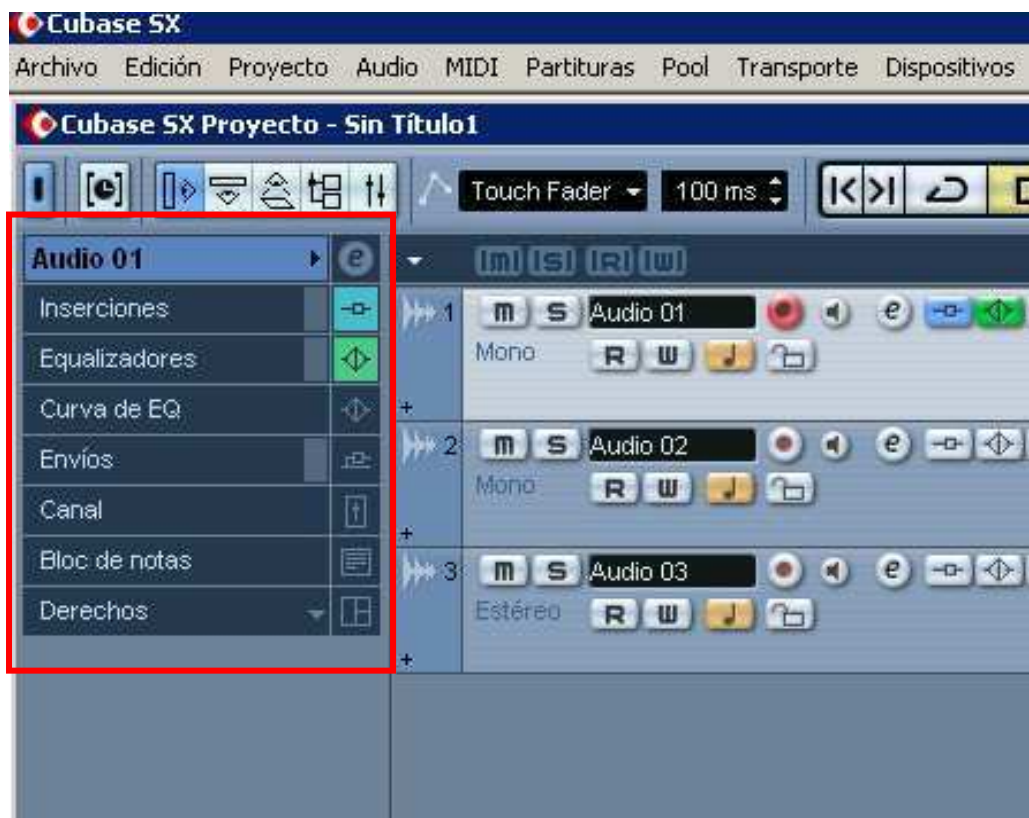 Cubase SX
Archivo Edición Proyecto Audio MIDI Partituras Pool Transporte Dispositivos
Cubase SX Proyecto - Sin Título1
Touch Fader 100 ms
Audio 01 e
m S R W
Inserciones
Equalizadores
Curva de EQ
Envíos
Canal
Bloc de notas
Derechos
1 m S Audio 01 e
Mono R W
+
2 m S Audio 02 e
Mono R W
+
3 m S Audio 03 e
Estéreo R W
+